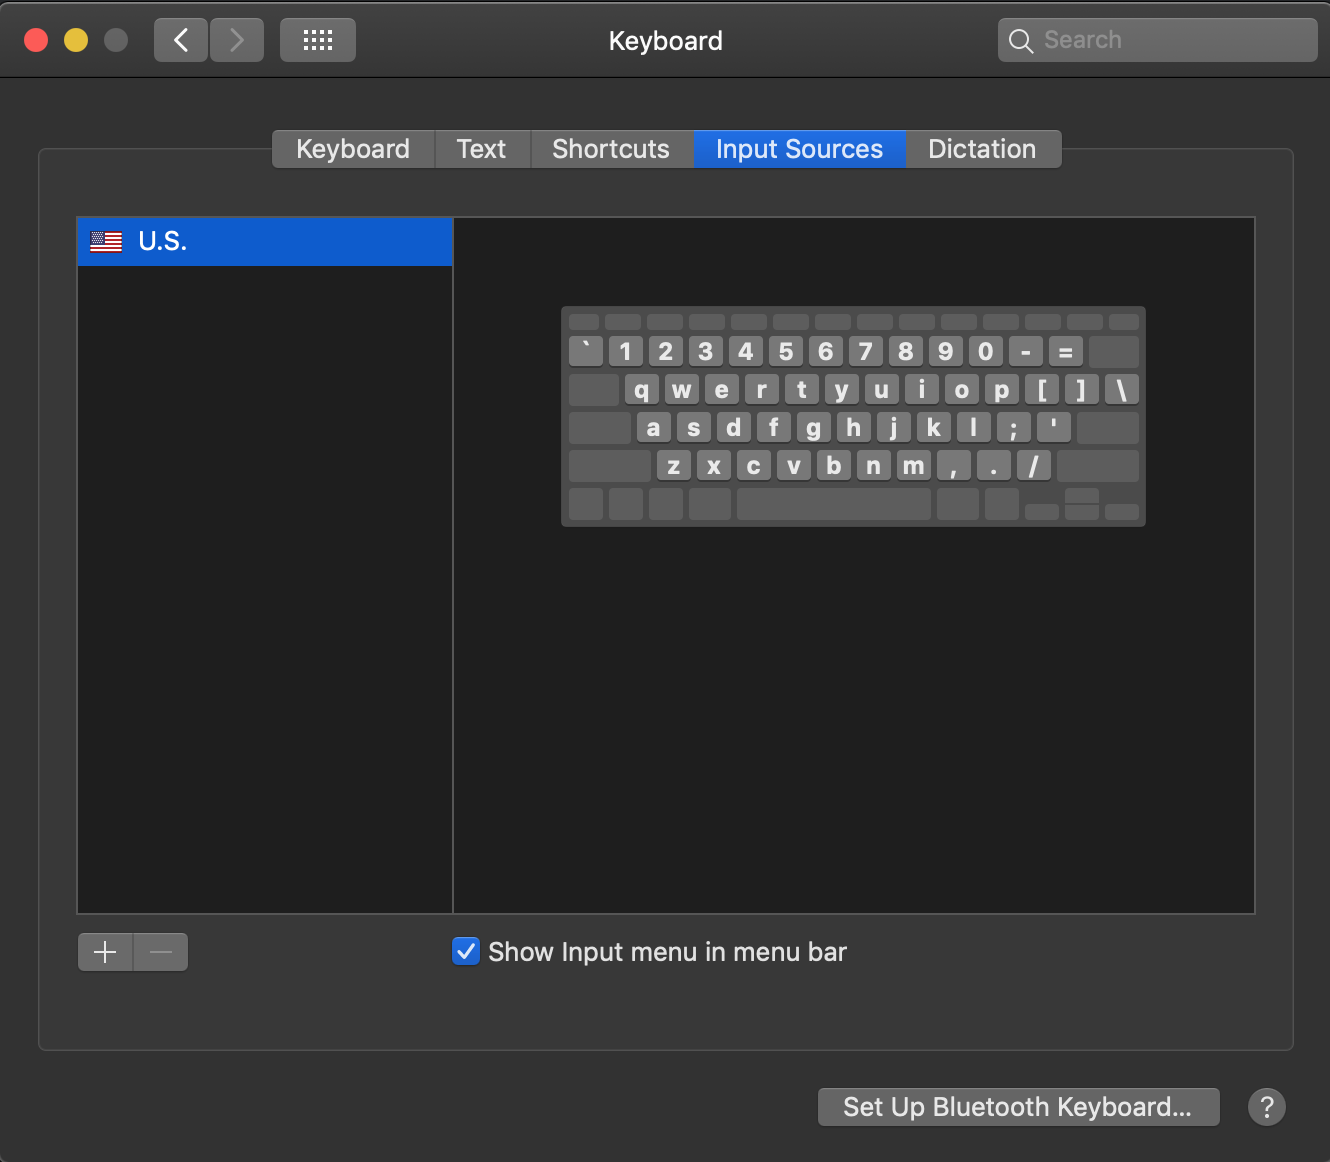 Keyboard
Search
Keyboard Text Shortcuts Input Sources Dictation
U.S.
` 1 2 3 4 5 6 7 8 9 0 - =
q w e r t y u i o p [ ] \
a s d f g h j k l ; '
z x c v b n m , . /
Show Input menu in menu bar
Set Up Bluetooth Keyboard... ?